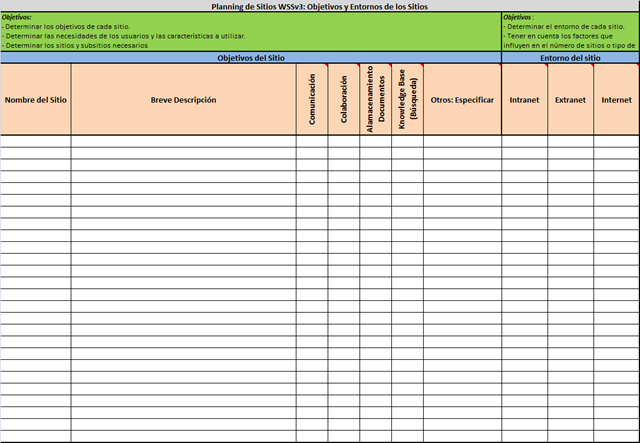 Planning de Sitios WSSv3: Objetivos y Entornos de los Sitios
Objetivos:
- Determinar los objetivos de cada sitio.
- Determinar las necesidades de los usuarios y las características a utilizar.
- Determinar los sitios y subsitios necesarios
Objetivos :
- Determinar el entorno de cada sitio.
- Tener en cuenta los factores que
influyen en el número de sitios o tipo de
Objetivos del Sitio
Entorno del sitio
Nombre del Sitio
Breve Descripción
Comunicación
Colaboración
Alamacenamiento
Documentos
Knowledge Base
(Búsqueda)
Otros: Especificar
Intranet
Extranet
Internet